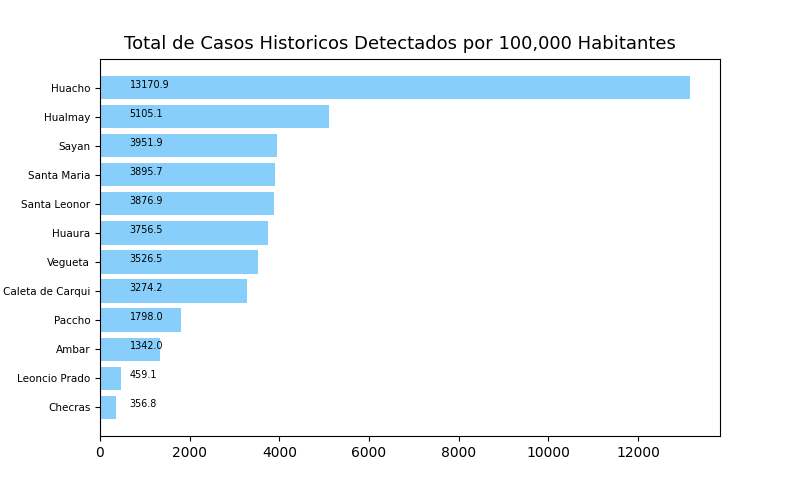 Total de Casos Historicos Detectados por 100,000 Habitantes
Huacho 13170.9
Hualmay 5105.1
Sayan 3951.9
Santa Maria 3895.7
Santa Leonor 3876.9
Huaura 3756.5
Vegueta 3526.5
Caleta de Carqui 3274.2
Paccho 1798.0
Ambar 1342.0
Leoncio Prado 459.1
Checras 356.8
0 2000 4000 6000 8000 10000 12000